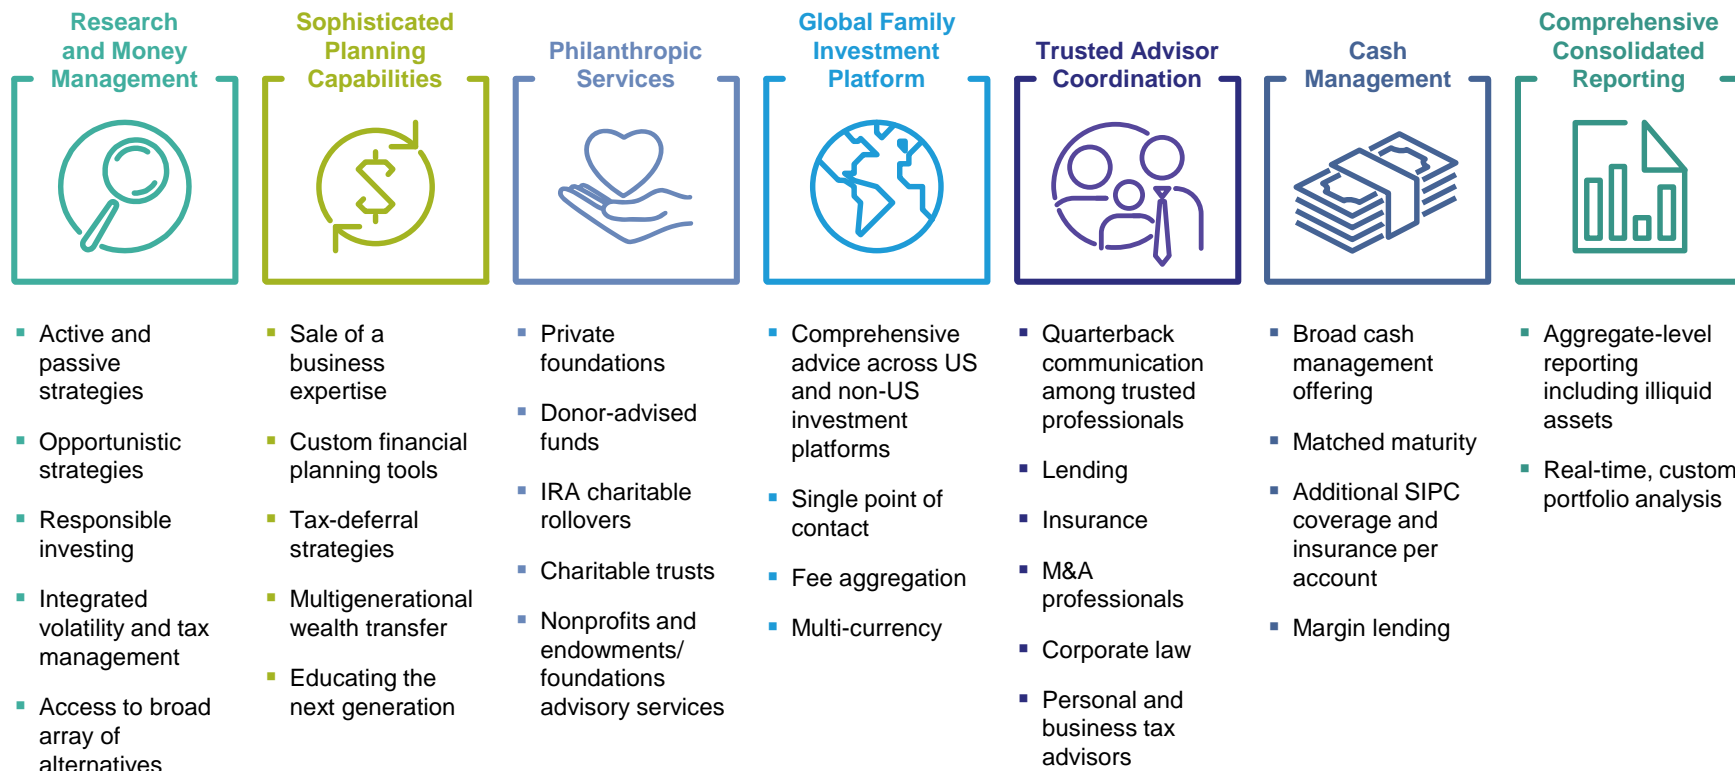 Research
and Money
Management
Active and
passive
strategies
Opportunistic
strategies
Responsible
investing
Integrated
volatility and tax
management
Access to broad
array of
alternatives
Sophisticated
Planning
Capabilities
Sale of a
business
expertise
Custom financial
planning tools
Tax-deferral
strategies
Multigenerational
wealth transfer
Educating the
next generation
Philanthropic
Services
Private
foundations
Donor-advised
funds
IRA charitable
rollovers
Charitable trusts
Nonprofits and
endowments/
foundations
advisory services
Global Family
Investment
Platform
Comprehensive
advice across US
and non-US
investment
platforms
Single point of
contact
Fee aggregation
Multi-currency
Trusted Advisor
Coordination
Quarterback
communication
among trusted
professionals
Lending
Insurance
M&A
professionals
Corporate law
Personal and
business tax
advisors
Cash
Management
Broad cash
management
offering
Matched maturity
Additional SIPC
coverage and
insurance per
account
Margin lending
Comprehensive
Consolidated
Reporting
Aggregate-level
reporting
including illiquid
assets
Real-time, custom
portfolio analysis